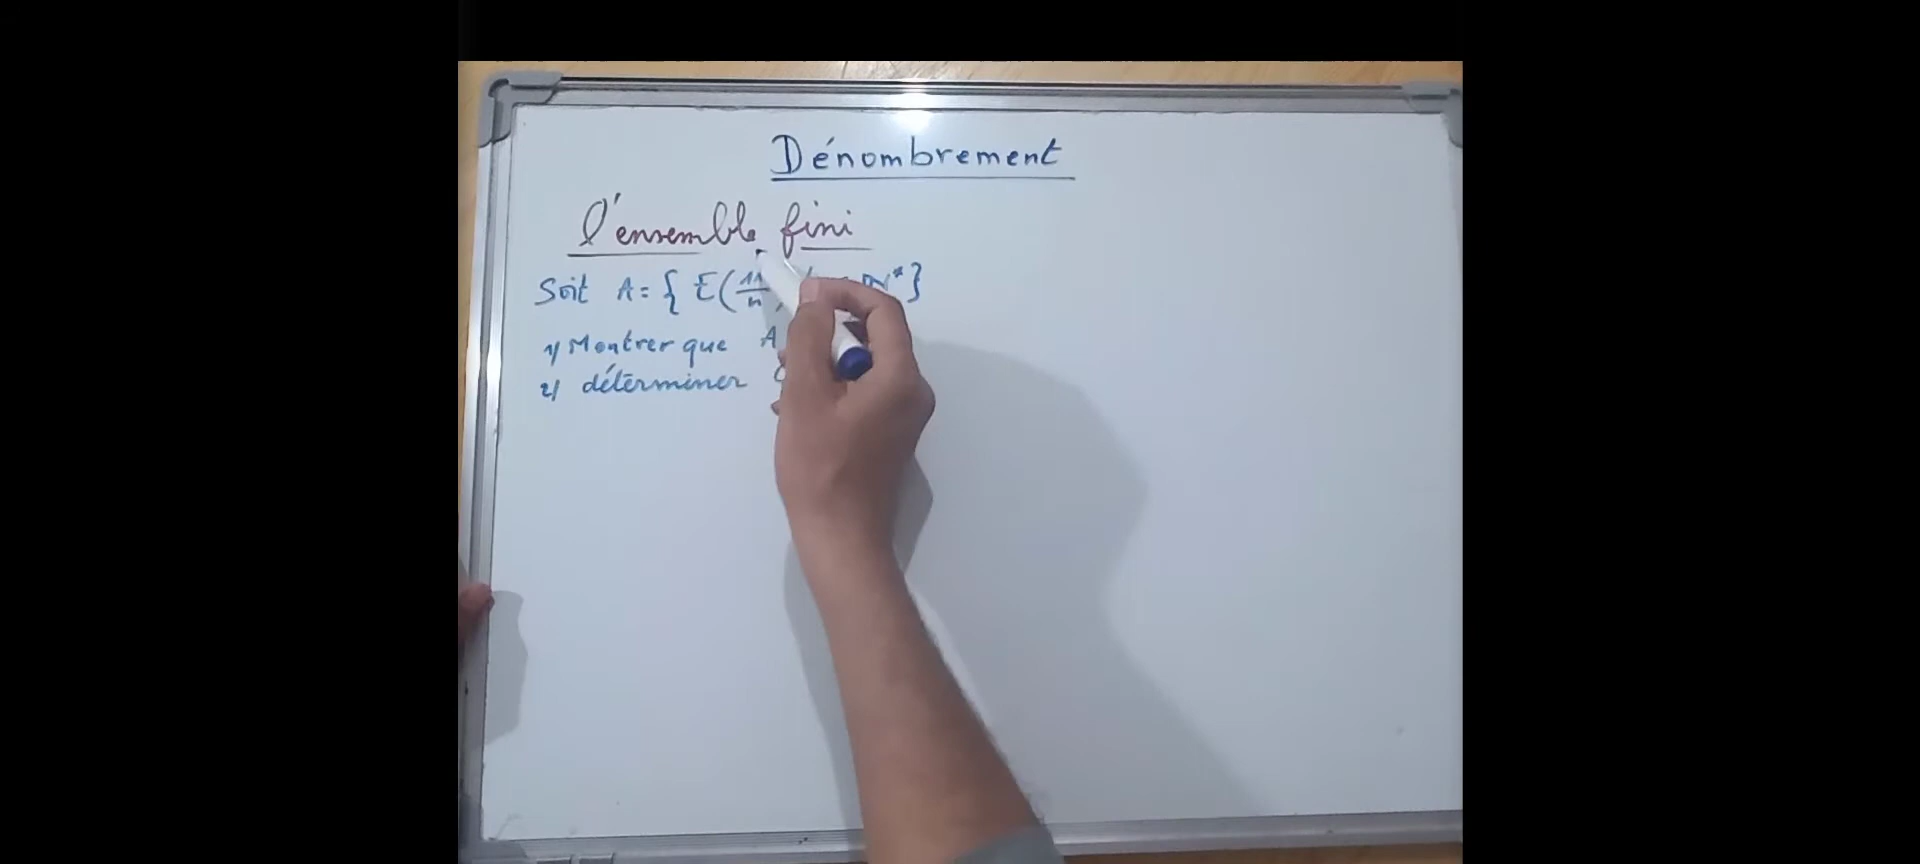 Dénombrement
l'ensemble fini
Soit A = { E( 11/n ) / N* }
1/ Montrer que A
2/ déterminer